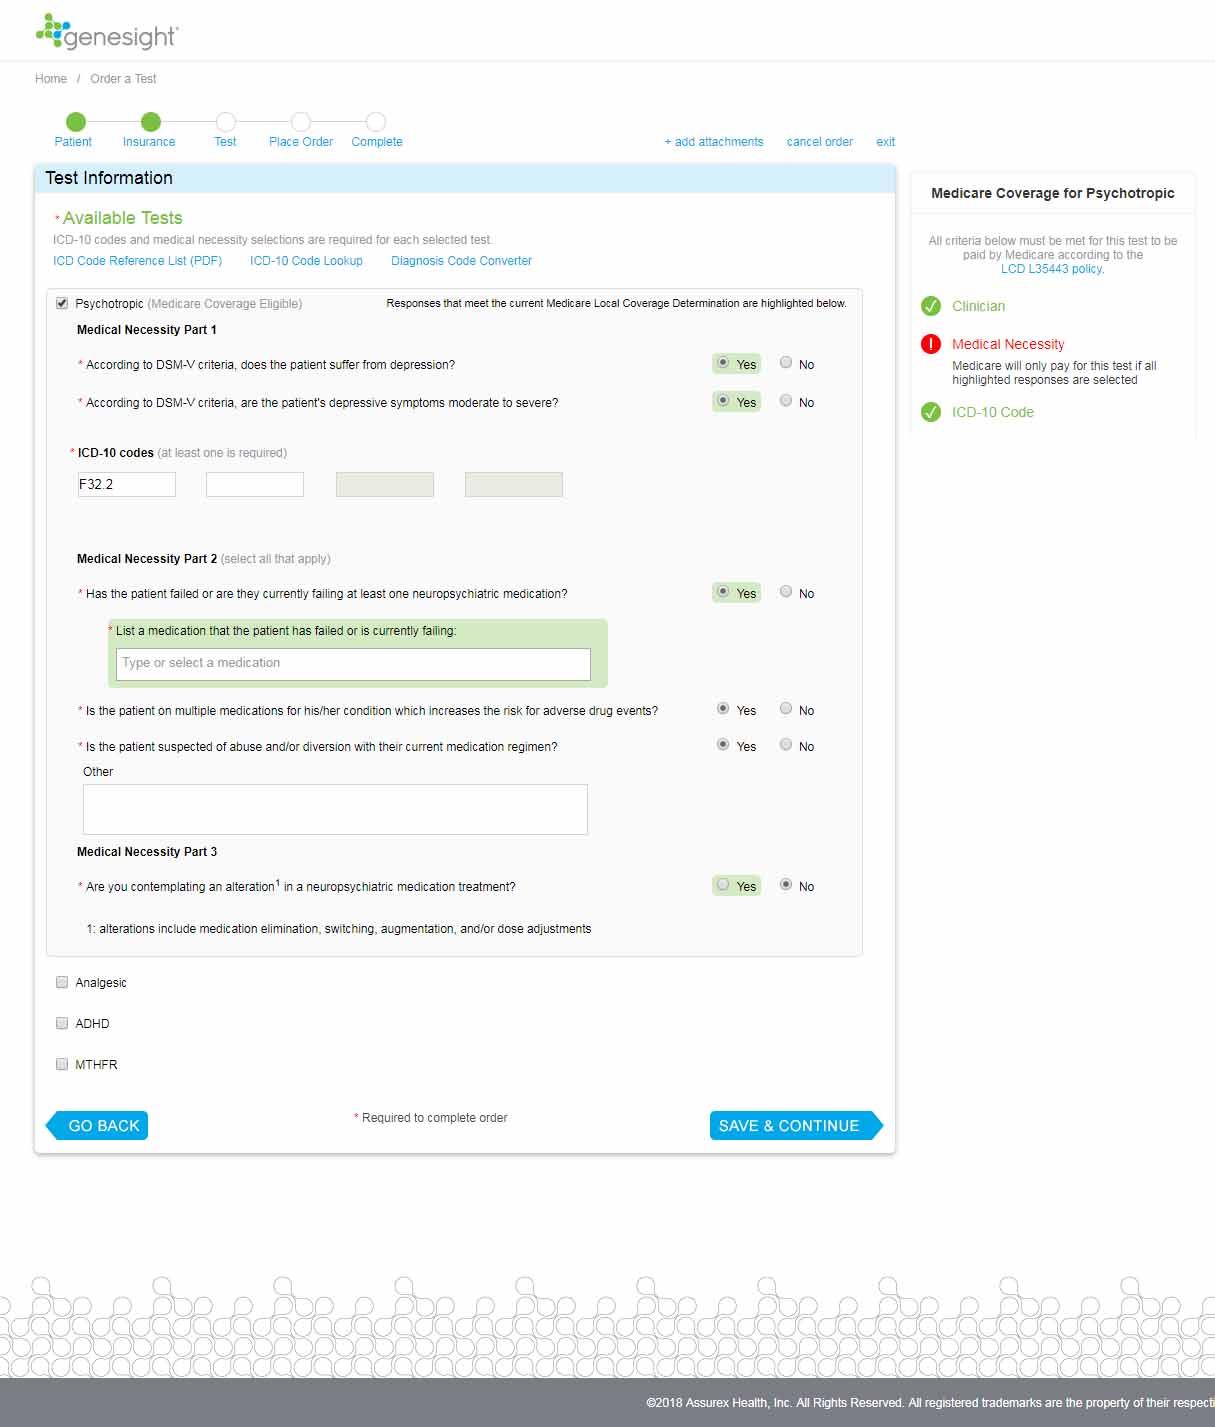 genesight
Home / Order a Test
Patient Insurance Test Place Order Complete
+ add attachments cancel order exit
Test Information
* Available Tests
ICD-10 codes and medical necessity selections are required for each selected test.
ICD Code Reference List (PDF) ICD-10 Code Lookup Diagnosis Code Converter
Psychotropic (Medicare Coverage Eligible) Responses that meet the current Medicare Local Coverage Determination are highlighted below.
Medical Necessity Part 1
* According to DSM-V criteria, does the patient suffer from depression? Yes No
* According to DSM-V criteria, are the patient's depressive symptoms moderate to severe? Yes No
* ICD-10 codes (at least one is required)
F32.2
Medical Necessity Part 2 (select all that apply)
* Has the patient failed or are they currently failing at least one neuropsychiatric medication? Yes No
* List a medication that the patient has failed or is currently failing:
Type or select a medication
* Is the patient on multiple medications for his/her condition which increases the risk for adverse drug events? Yes No
* Is the patient suspected of abuse and/or diversion with their current medication regimen? Yes No
Other
Medical Necessity Part 3
* Are you contemplating an alteration1 in a neuropsychiatric medication treatment? Yes No
1: alterations include medication elimination, switching, augmentation, and/or dose adjustments
Analgesic
ADHD
MTHFR
GO BACK * Required to complete order SAVE & CONTINUE
Medicare Coverage for Psychotropic
All criteria below must be met for this test to be
paid by Medicare according to the
LCD L35443 policy.
Clinician
! Medical Necessity
Medicare will only pay for this test if all
highlighted responses are selected
ICD-10 Code
©2018 Assurex Health, Inc. All Rights Reserved. All registered trademarks are the property of their respecti